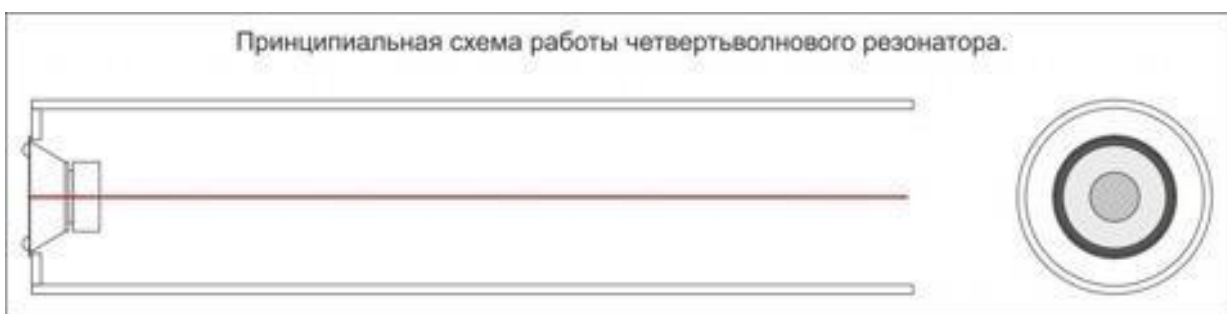 Принципиальная схема работы четвертьволнового резонатора.